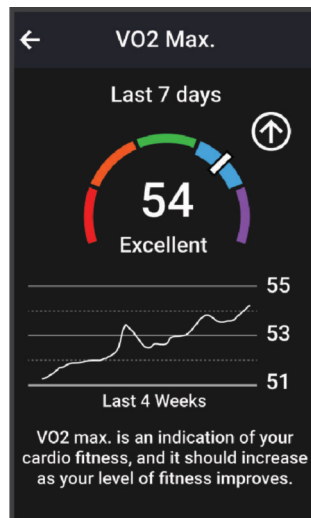 VO2 Max.
Last 7 days
54
Excellent
55
53
51
Last 4 Weeks
VO2 max. is an indication of your
cardio fitness, and it should increase
as your level of fitness improves.